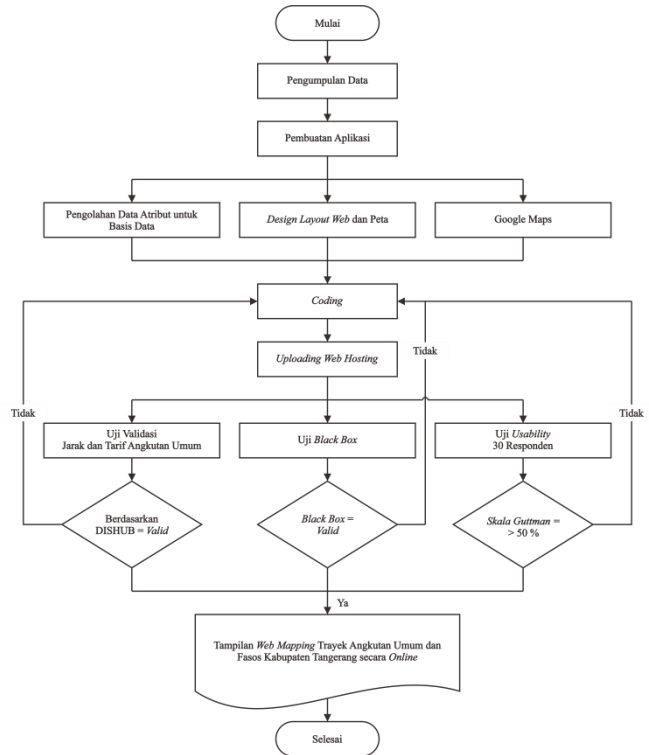 Mulai
Pengumpulan Data
Pembuatan Aplikasi
Pengolahan Data Atribut untuk
Basis Data
Design Layout Web dan Peta
Google Maps
Coding
Uploading Web Hosting
Tidak
Tidak
Tidak
Uji Validasi
Jarak dan Tarif Angkutan Umum
Uji Black Box
Uji Usability
30 Responden
Berdasarkan
DISHUB = Valid
Black Box =
Valid
Skala Guttman =
> 50 %
Ya
Tampilan Web Mapping Trayek Angkutan Umum dan
Fasos Kabupaten Tangerang secara Online
Selesai